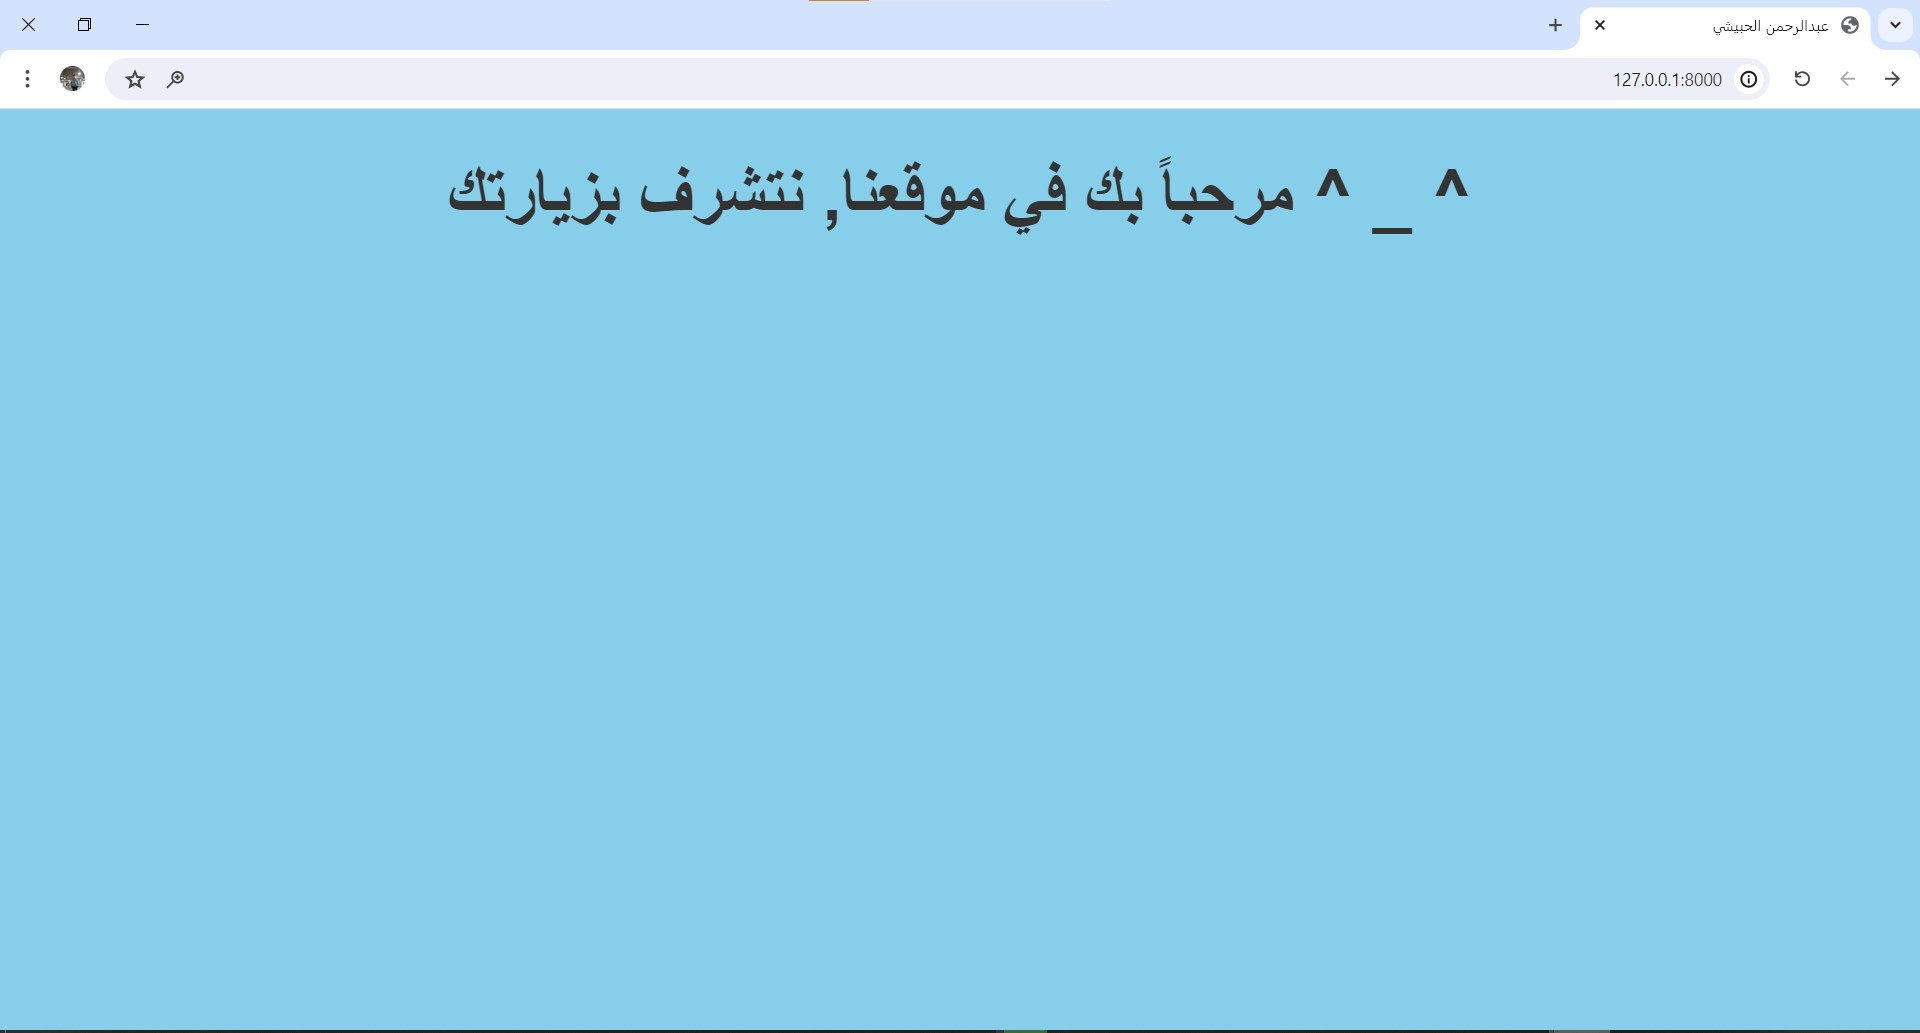 عبدالرحمن الحبيشي
127.0.0.1:8000
مرحباً بك في موقعنا, نتشرف بزيارتك ^ _ ^